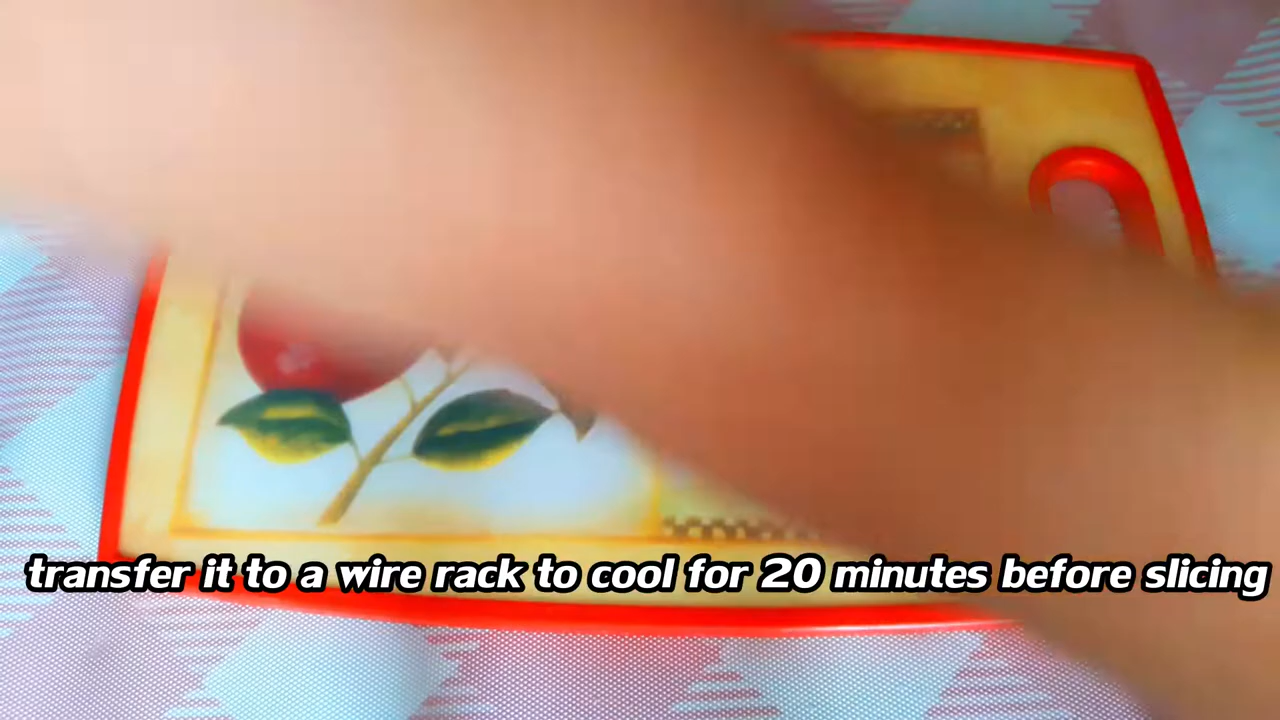 transfer it to a wire rack to cool for 20 minutes before slicing